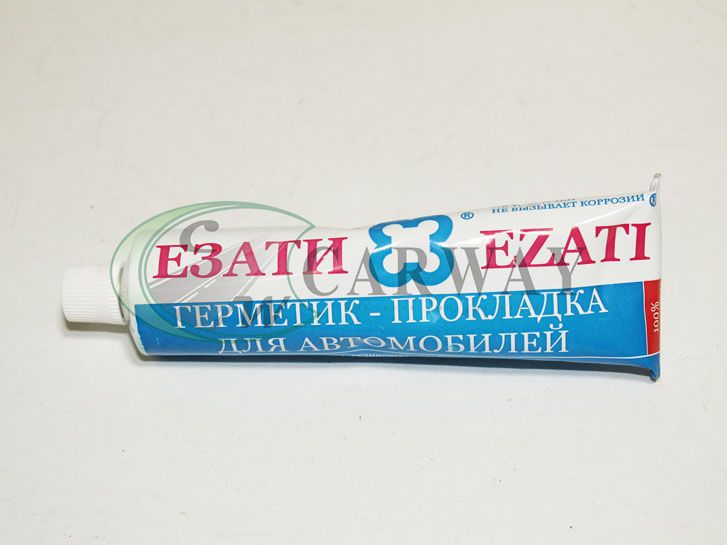 НЕ ВЫЗЫВАЕТ КОРРОЗИИ
ЕЗАТИ ® EZATI
CARWAY
ГЕРМЕТИК - ПРОКЛАДКА
ДЛЯ АВТОМОБИЛЕЙ
100%